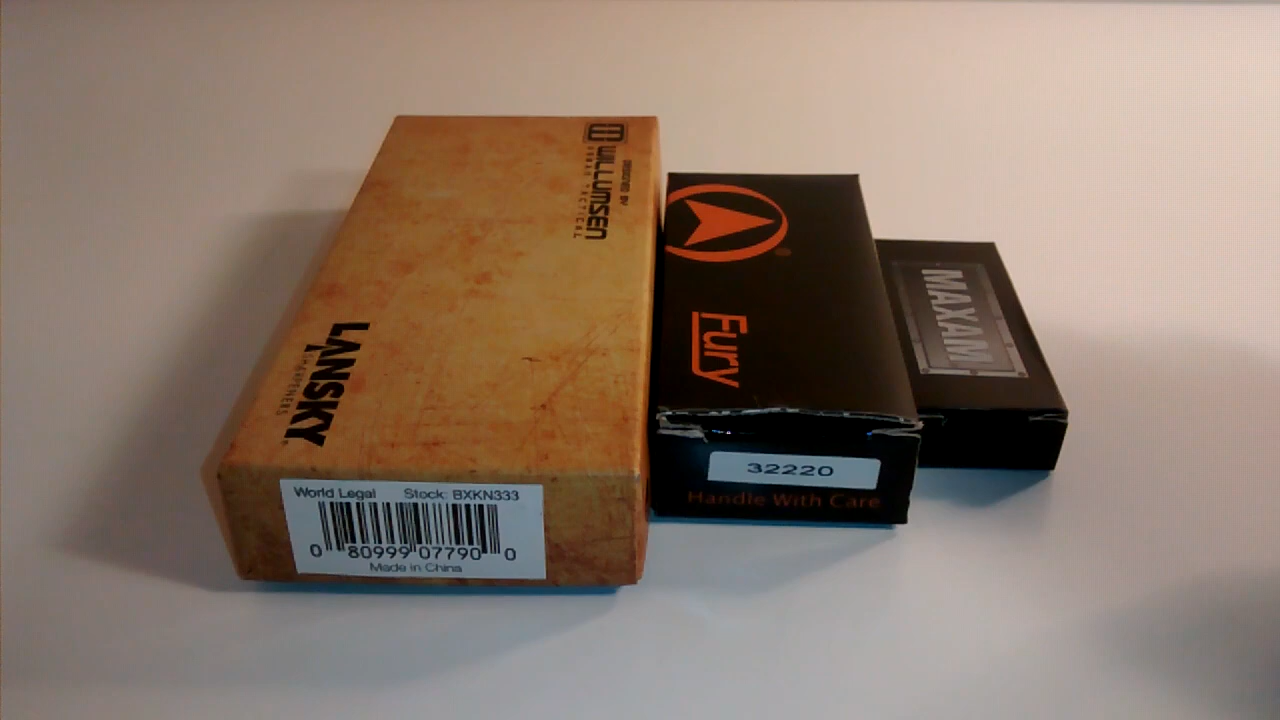 DESIGNED BY
WILLUMSEN
URBAN TACTICAL
LANSKY
SHARPENERS
World Legal Stock: BXKN333
0 80999 07790 0
Made in China
Fury
32220
Handle With Care
MAXAM